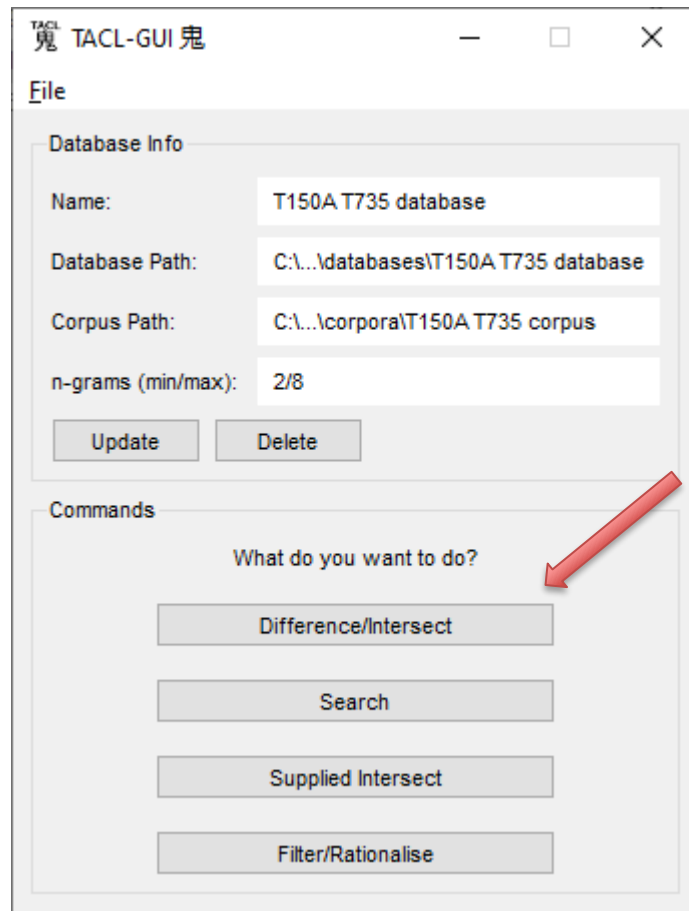 TACL
鬼 TACL-GUI 鬼
File
Database Info
Name: T150A T735 database
Database Path: C:\...\databases\T150A T735 database
Corpus Path: C:\...\corpora\T150A T735 corpus
n-grams (min/max): 2/8
Update Delete
Commands
What do you want to do?
Difference/Intersect
Search
Supplied Intersect
Filter/Rationalise